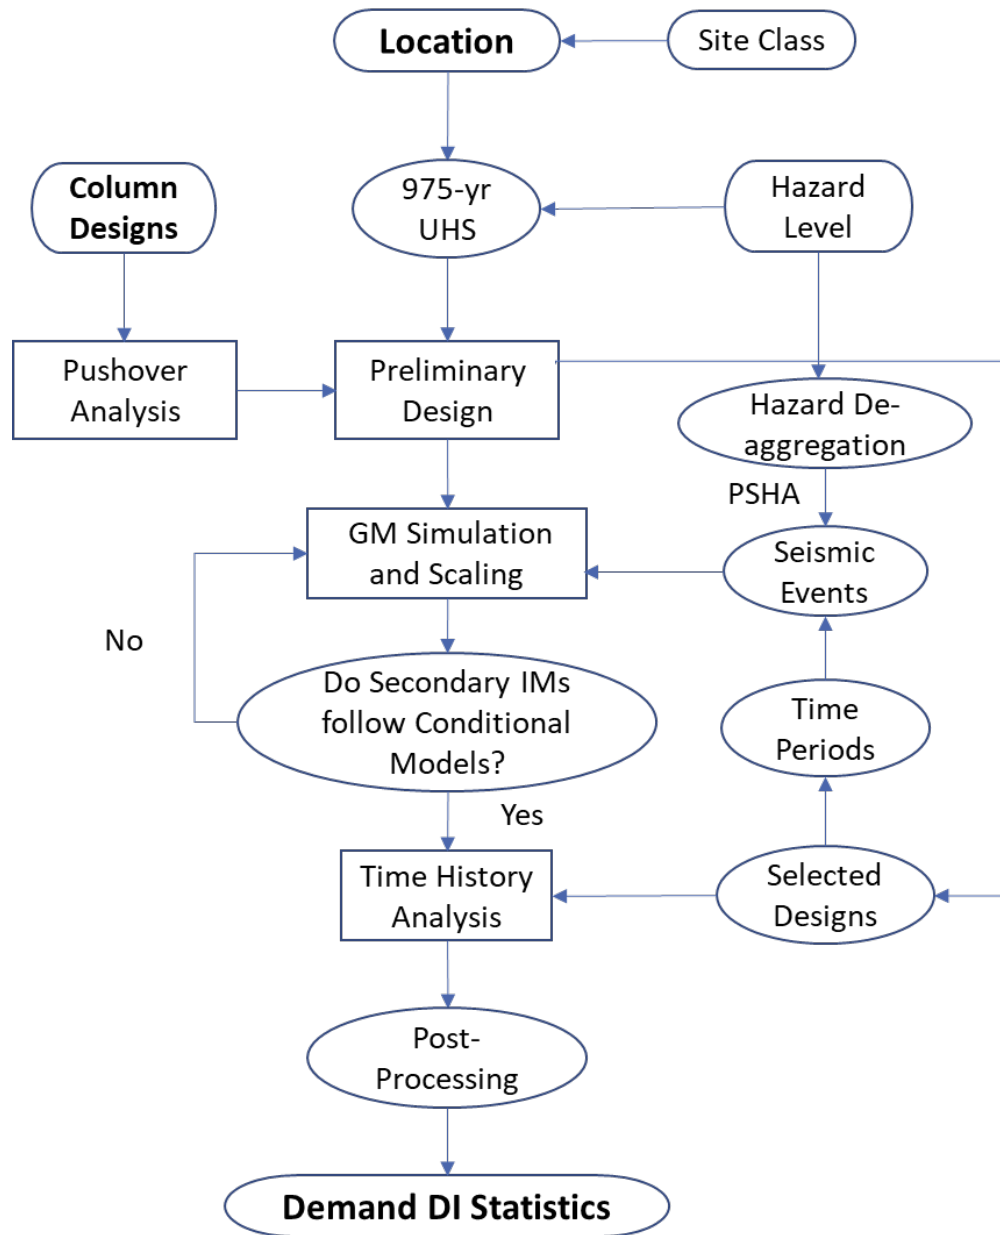 Location
Site Class
Column
Designs
975-yr
UHS
Hazard
Level
Pushover
Analysis
Preliminary
Design
Hazard De-
aggregation
PSHA
GM Simulation
and Scaling
Seismic
Events
No
Do Secondary IMs
follow Conditional
Models?
Time
Periods
Yes
Time History
Analysis
Selected
Designs
Post-
Processing
Demand DI Statistics